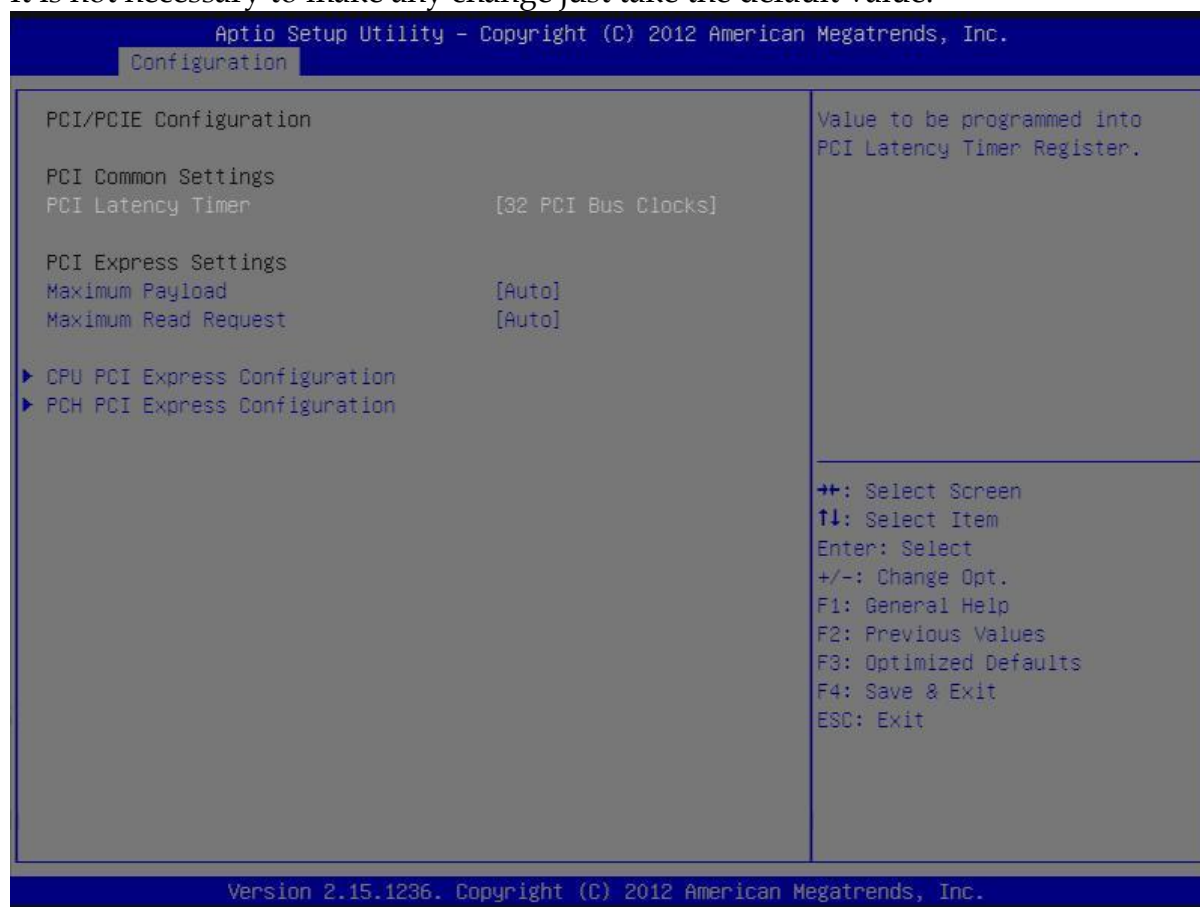 It is not necessary to make any change just take the default value.
Aptio Setup Utility – Copyright (C) 2012 American Megatrends, Inc.
Configuration
PCI/PCIE Configuration
PCI Common Settings
PCI Latency Timer [32 PCI Bus Clocks]
PCI Express Settings
Maximum Payload [Auto]
Maximum Read Request [Auto]
▶ CPU PCI Express Configuration
▶ PCH PCI Express Configuration
Value to be programmed into
PCI Latency Timer Register.
→←: Select Screen
↑↓: Select Item
Enter: Select
+/-: Change Opt.
F1: General Help
F2: Previous Values
F3: Optimized Defaults
F4: Save & Exit
ESC: Exit
Version 2.15.1236. Copyright (C) 2012 American Megatrends, Inc.